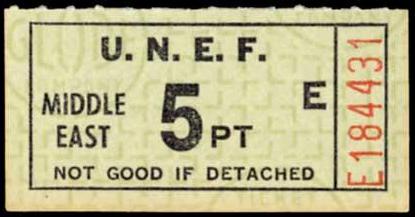 U. N. E. F.
MIDDLE EAST
5 PT
E
NOT GOOD IF DETACHED
E184431